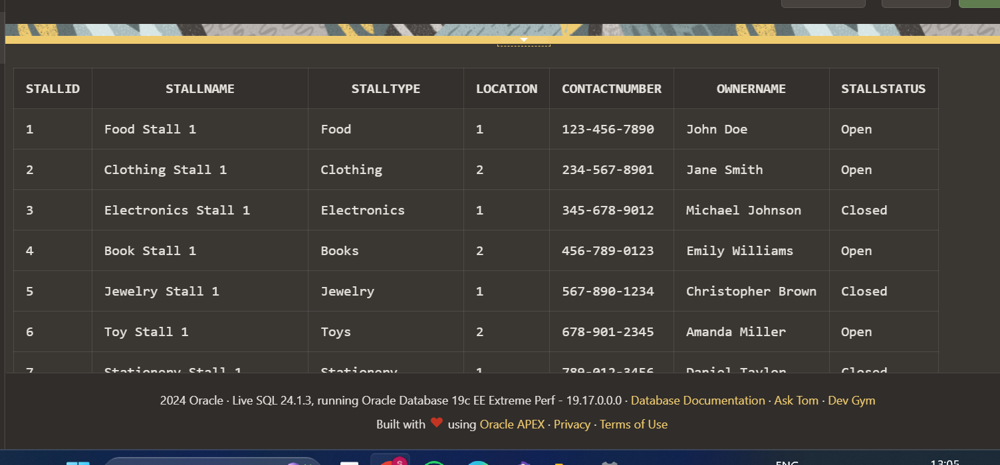 STALLID STALLNAME STALLTYPE LOCATION CONTACTNUMBER OWNERNAME STALLSTATUS
1 Food Stall 1 Food 1 123-456-7890 John Doe Open
2 Clothing Stall 1 Clothing 2 234-567-8901 Jane Smith Open
3 Electronics Stall 1 Electronics 1 345-678-9012 Michael Johnson Closed
4 Book Stall 1 Books 2 456-789-0123 Emily Williams Open
5 Jewelry Stall 1 Jewelry 1 567-890-1234 Christopher Brown Closed
6 Toy Stall 1 Toys 2 678-901-2345 Amanda Miller Open
7 Stationery Stall 1 Stationery 1 789-012-3456 Daniel Taylor Closed
2024 Oracle · Live SQL 24.1.3, running Oracle Database 19c EE Extreme Perf - 19.17.0.0.0 · Database Documentation · Ask Tom · Dev Gym
Built with ❤ using Oracle APEX · Privacy · Terms of Use
S
ENG 13:05